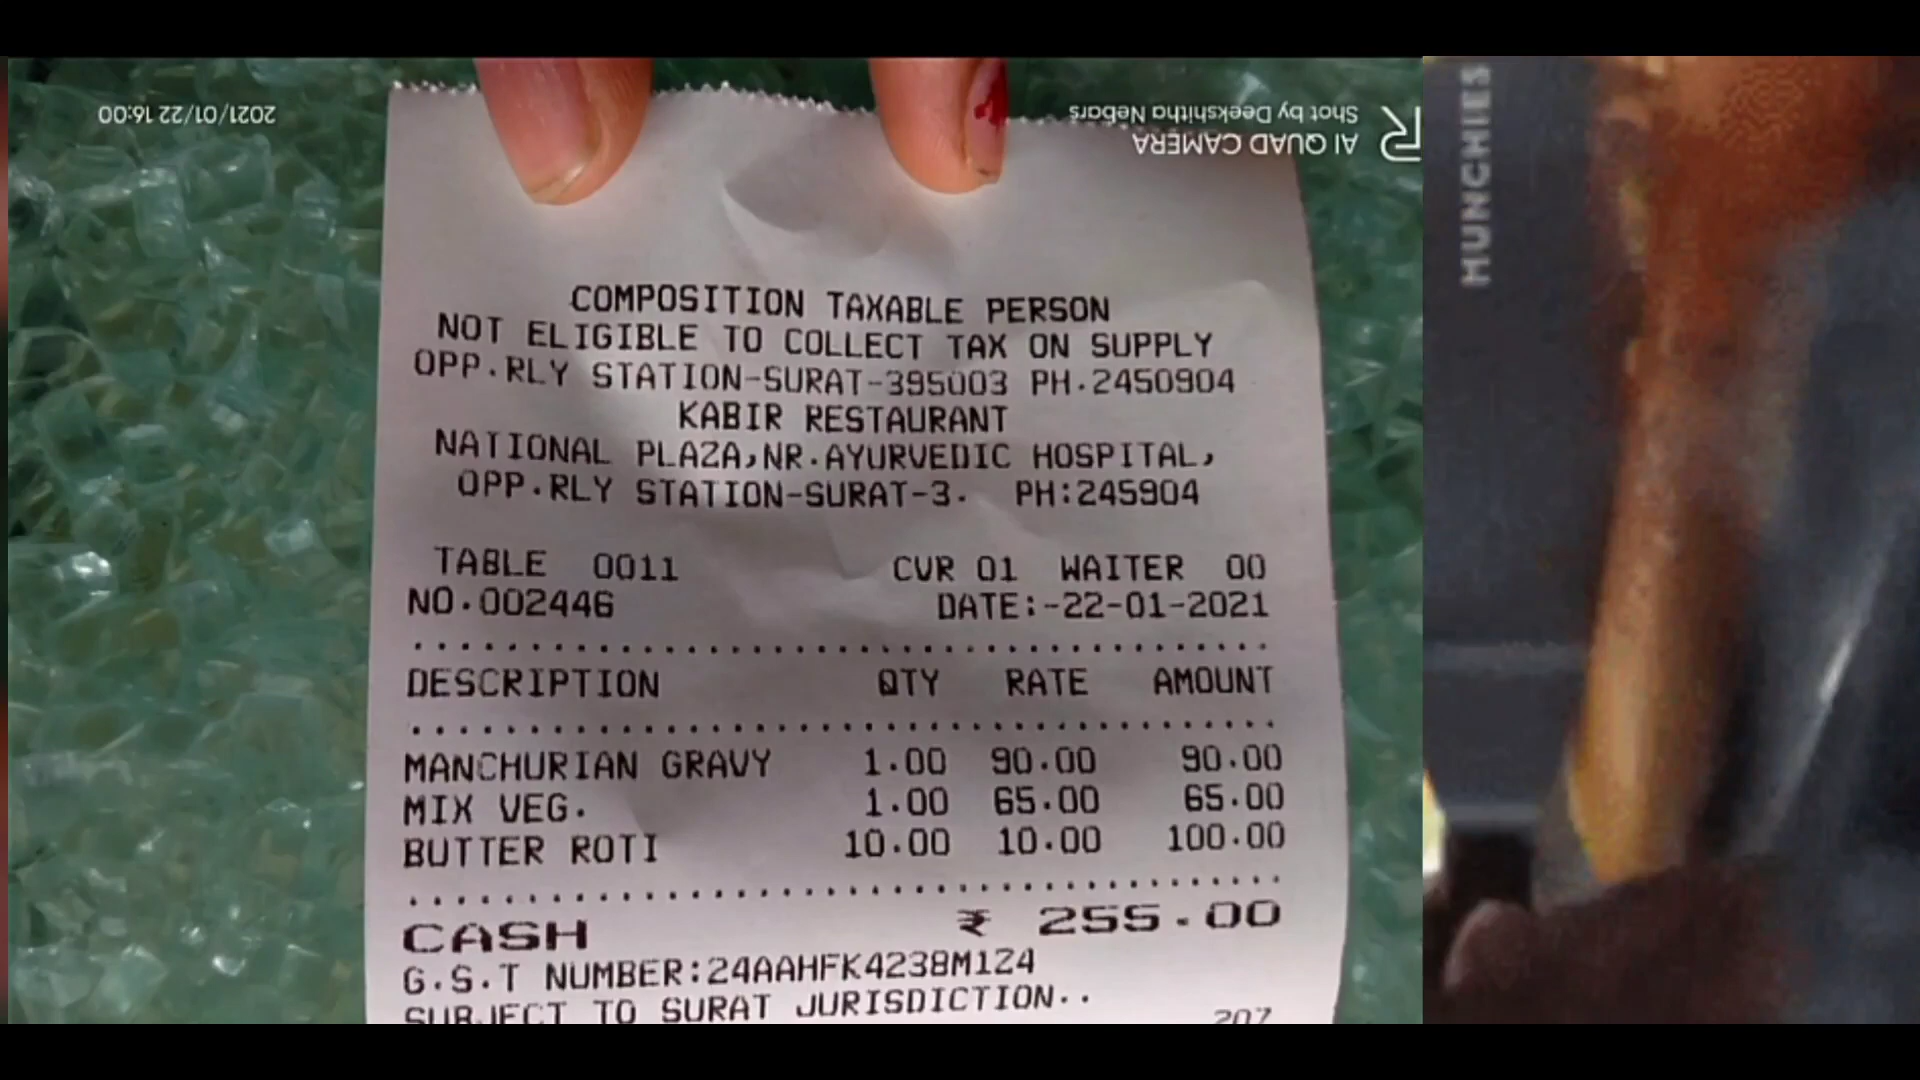 2021/01/22 16:00
AI QUAD CAMERA
Shot by Deekshitha Nebars
MUNCHIES
COMPOSITION TAXABLE PERSON
NOT ELIGIBLE TO COLLECT TAX ON SUPPLY
OPP.RLY STATION-SURAT-395003 PH.2450904
KABIR RESTAURANT
NATIONAL PLAZA,NR.AYURVEDIC HOSPITAL,
OPP.RLY STATION-SURAT-3. PH:245904
TABLE 0011 CVR 01 WAITER 00
NO.002446 DATE:-22-01-2021
DESCRIPTION QTY RATE AMOUNT
MANCHURIAN GRAVY 1.00 90.00 90.00
MIX VEG. 1.00 65.00 65.00
BUTTER ROTI 10.00 10.00 100.00
CASH ₹ 255.00
G.S.T NUMBER:24AAHFK4238M1Z4
SUBJECT TO SURAT JURISDICTION..
207